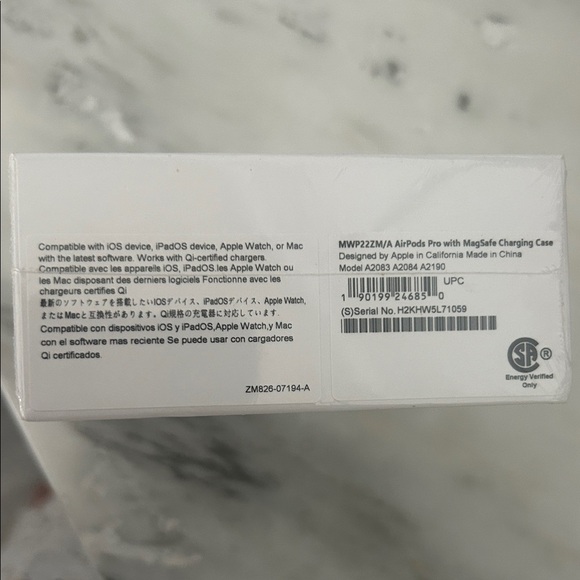 Compatible with iOS device, iPadOS device, Apple Watch, or Mac
with the latest software. Works with Qi-certified chargers.
Compatible avec les appareils iOS, iPadOS.les Apple Watch ou
les Mac disposant des derniers logiciels Fonctionne avec les
chargeurs certifies Qi
最新のソフトウェアを搭載したいiOSデバイス、iPadOSデバイス、Apple Watch,
またはMacと互換性があります。Qi規格の充電器に対応しています.
Compatible con dispositivos iOS y iPadOS,Apple Watch,y Mac
con el software mas reciente Se puede usar con cargadores
Qi certificados.
ZM826-07194-A
MWP22ZM/A AirPods Pro with MagSafe Charging Case
Designed by Apple in California Made in China
Model A2083 A2084 A2190
UPC
1 90199 24685 0
(S)Serial No. H2KHW5L71059
SA ®
Energy Verified
Only